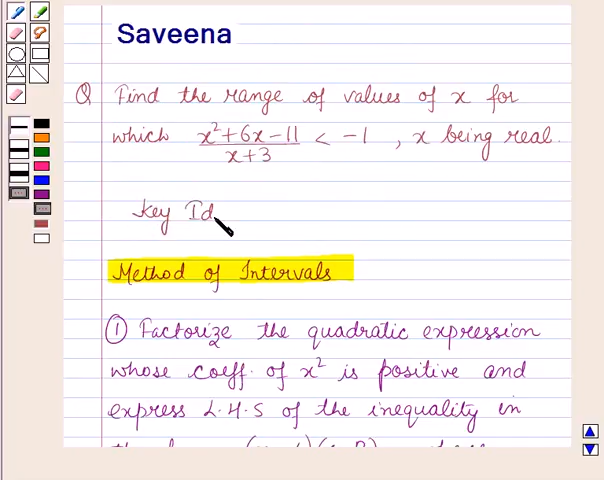 Saveena
Q Find the range of values of x for
which (x²+6x-11)/(x+3) < -1 , x being real.
Key Id
Method of Intervals
① Factorize the quadratic expression
whose coeff. of x² is positive and
express L.H.S of the inequality in